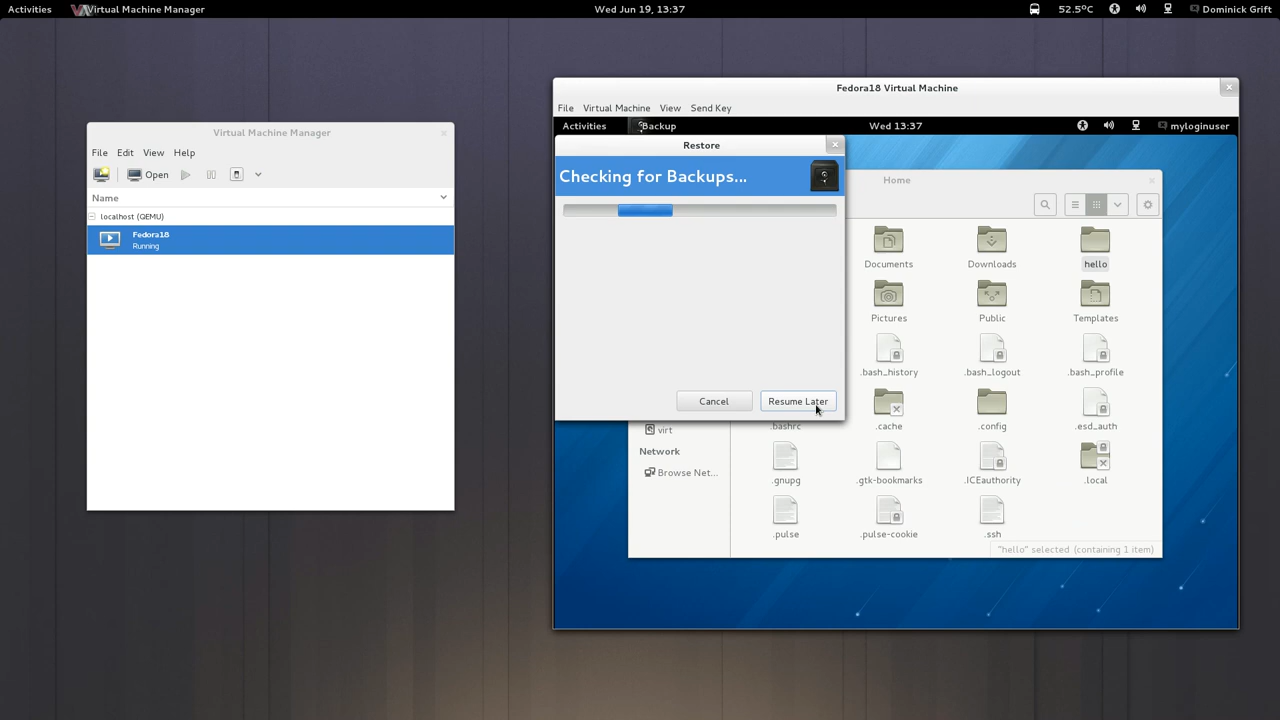 Activities Virtual Machine Manager Wed Jun 19, 13:37 52.5°C Dominick Grift
Virtual Machine Manager
File Edit View Help
Open
Name
localhost (QEMU)
Fedora18
Running
Fedora18 Virtual Machine
File Virtual Machine View Send Key
Activities Backup Wed 13:37 myloginuser
Restore
Checking for Backups...
Cancel Resume Later
Home
Documents Downloads hello
Pictures Public Templates
.bash_history .bash_logout .bash_profile
.bashrc .cache .config .esd_auth
virt
Network
Browse Net...
.gnupg .gtk-bookmarks .ICEauthority .local
.pulse .pulse-cookie .ssh
"hello" selected (containing 1 item)